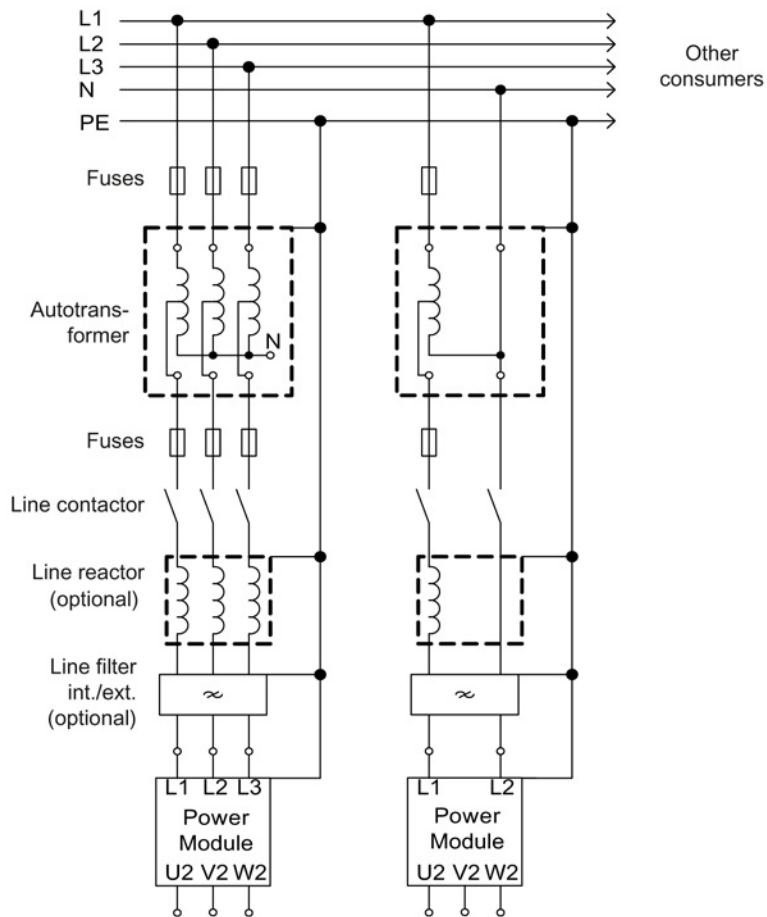 L1
L2
L3
N
PE
Other
consumers
Fuses
Autotrans-
former
N
Fuses
Line contactor
Line reactor
(optional)
Line filter
int./ext.
(optional)
~
~
L1 L2 L3
Power
Module
U2 V2 W2
L1 L2
Power
Module
U2 V2 W2